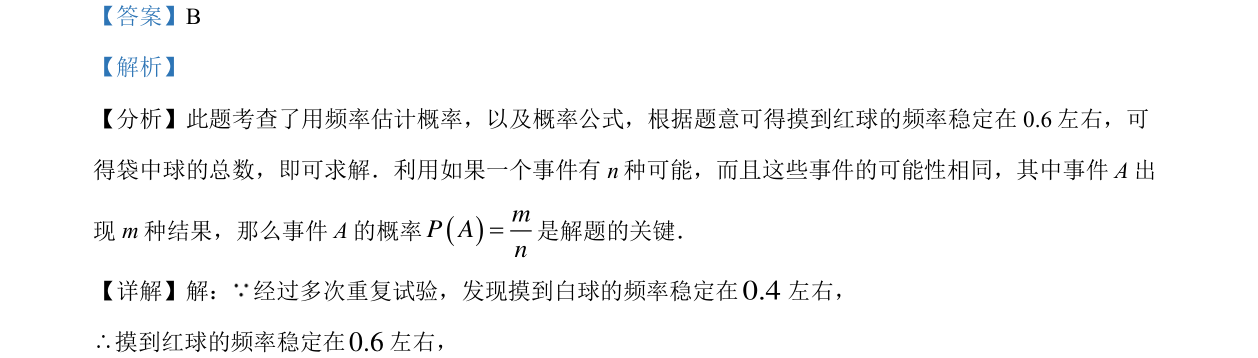 【答案】B
【解析】
【分析】此题考查了用频率估计概率，以及概率公式，根据题意可得摸到红球的频率稳定在 0.6 左右，可
得袋中球的总数，即可求解．利用如果一个事件有 n 种可能，而且这些事件的可能性相同，其中事件 A 出
现 m 种结果，那么事件 A 的概率 P(A)=m/n 是解题的关键．
【详解】解：∵经过多次重复试验，发现摸到白球的频率稳定在 0.4 左右，
∴摸到红球的频率稳定在 0.6 左右，